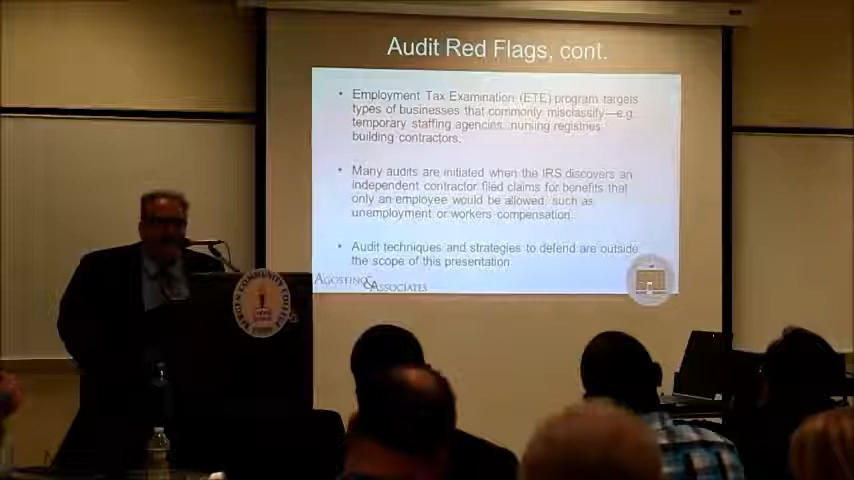 Audit Red Flags, cont.
• Employment Tax Examination (ETE) program targets
types of businesses that commonly misclassify—e.g.
temporary staffing agencies, nursing registries
building contractors.
• Many audits are initiated when the IRS discovers an
independent contractor filed claims for benefits that
only an employee would be allowed, such as
unemployment or workers compensation.
• Audit techniques and strategies to defend are outside
the scope of this presentation
AGOSTINO
& ASSOCIATES
BERGEN COMMUNITY COLLEGE